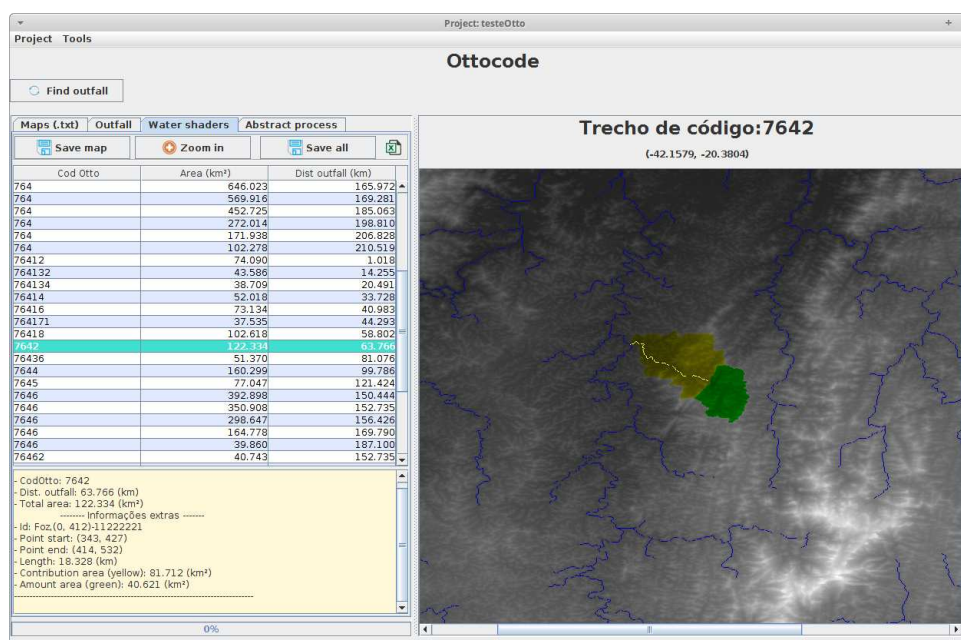 Project: testeOtto
Project Tools
Ottocode
Find outfall
Maps (.txt) Outfall Water shaders Abstract process
Save map Zoom in Save all
Cod Otto Area (km²) Dist outfall (km)
764 646.023 165.972
764 569.916 169.281
764 452.725 185.063
764 272.014 198.810
764 171.938 206.828
764 102.278 210.519
76412 74.090 1.018
764132 43.586 14.255
764134 38.709 20.491
76414 52.018 33.728
76416 73.134 40.983
764171 37.535 44.293
76418 102.618 58.802
7642 122.334 63.766
76436 51.370 81.076
7644 160.299 99.786
7645 77.047 121.424
7646 392.898 150.444
7646 350.908 152.735
7646 298.647 156.426
7646 164.778 169.790
7646 39.860 187.100
76462 40.743 152.735
- CodOtto: 7642
- Dist. outfall: 63.766 (km)
- Total area: 122.334 (km²)
-------- Informações extras -------
- Id: Foz,(0, 412)-11222221
- Point start: (343, 427)
- Point end: (414, 532)
- Length: 18.328 (km)
- Contribution area (yellow): 81.712 (km²)
- Amount area (green): 40.621 (km²)
0%
Trecho de código:7642
(-42.1579, -20.3804)